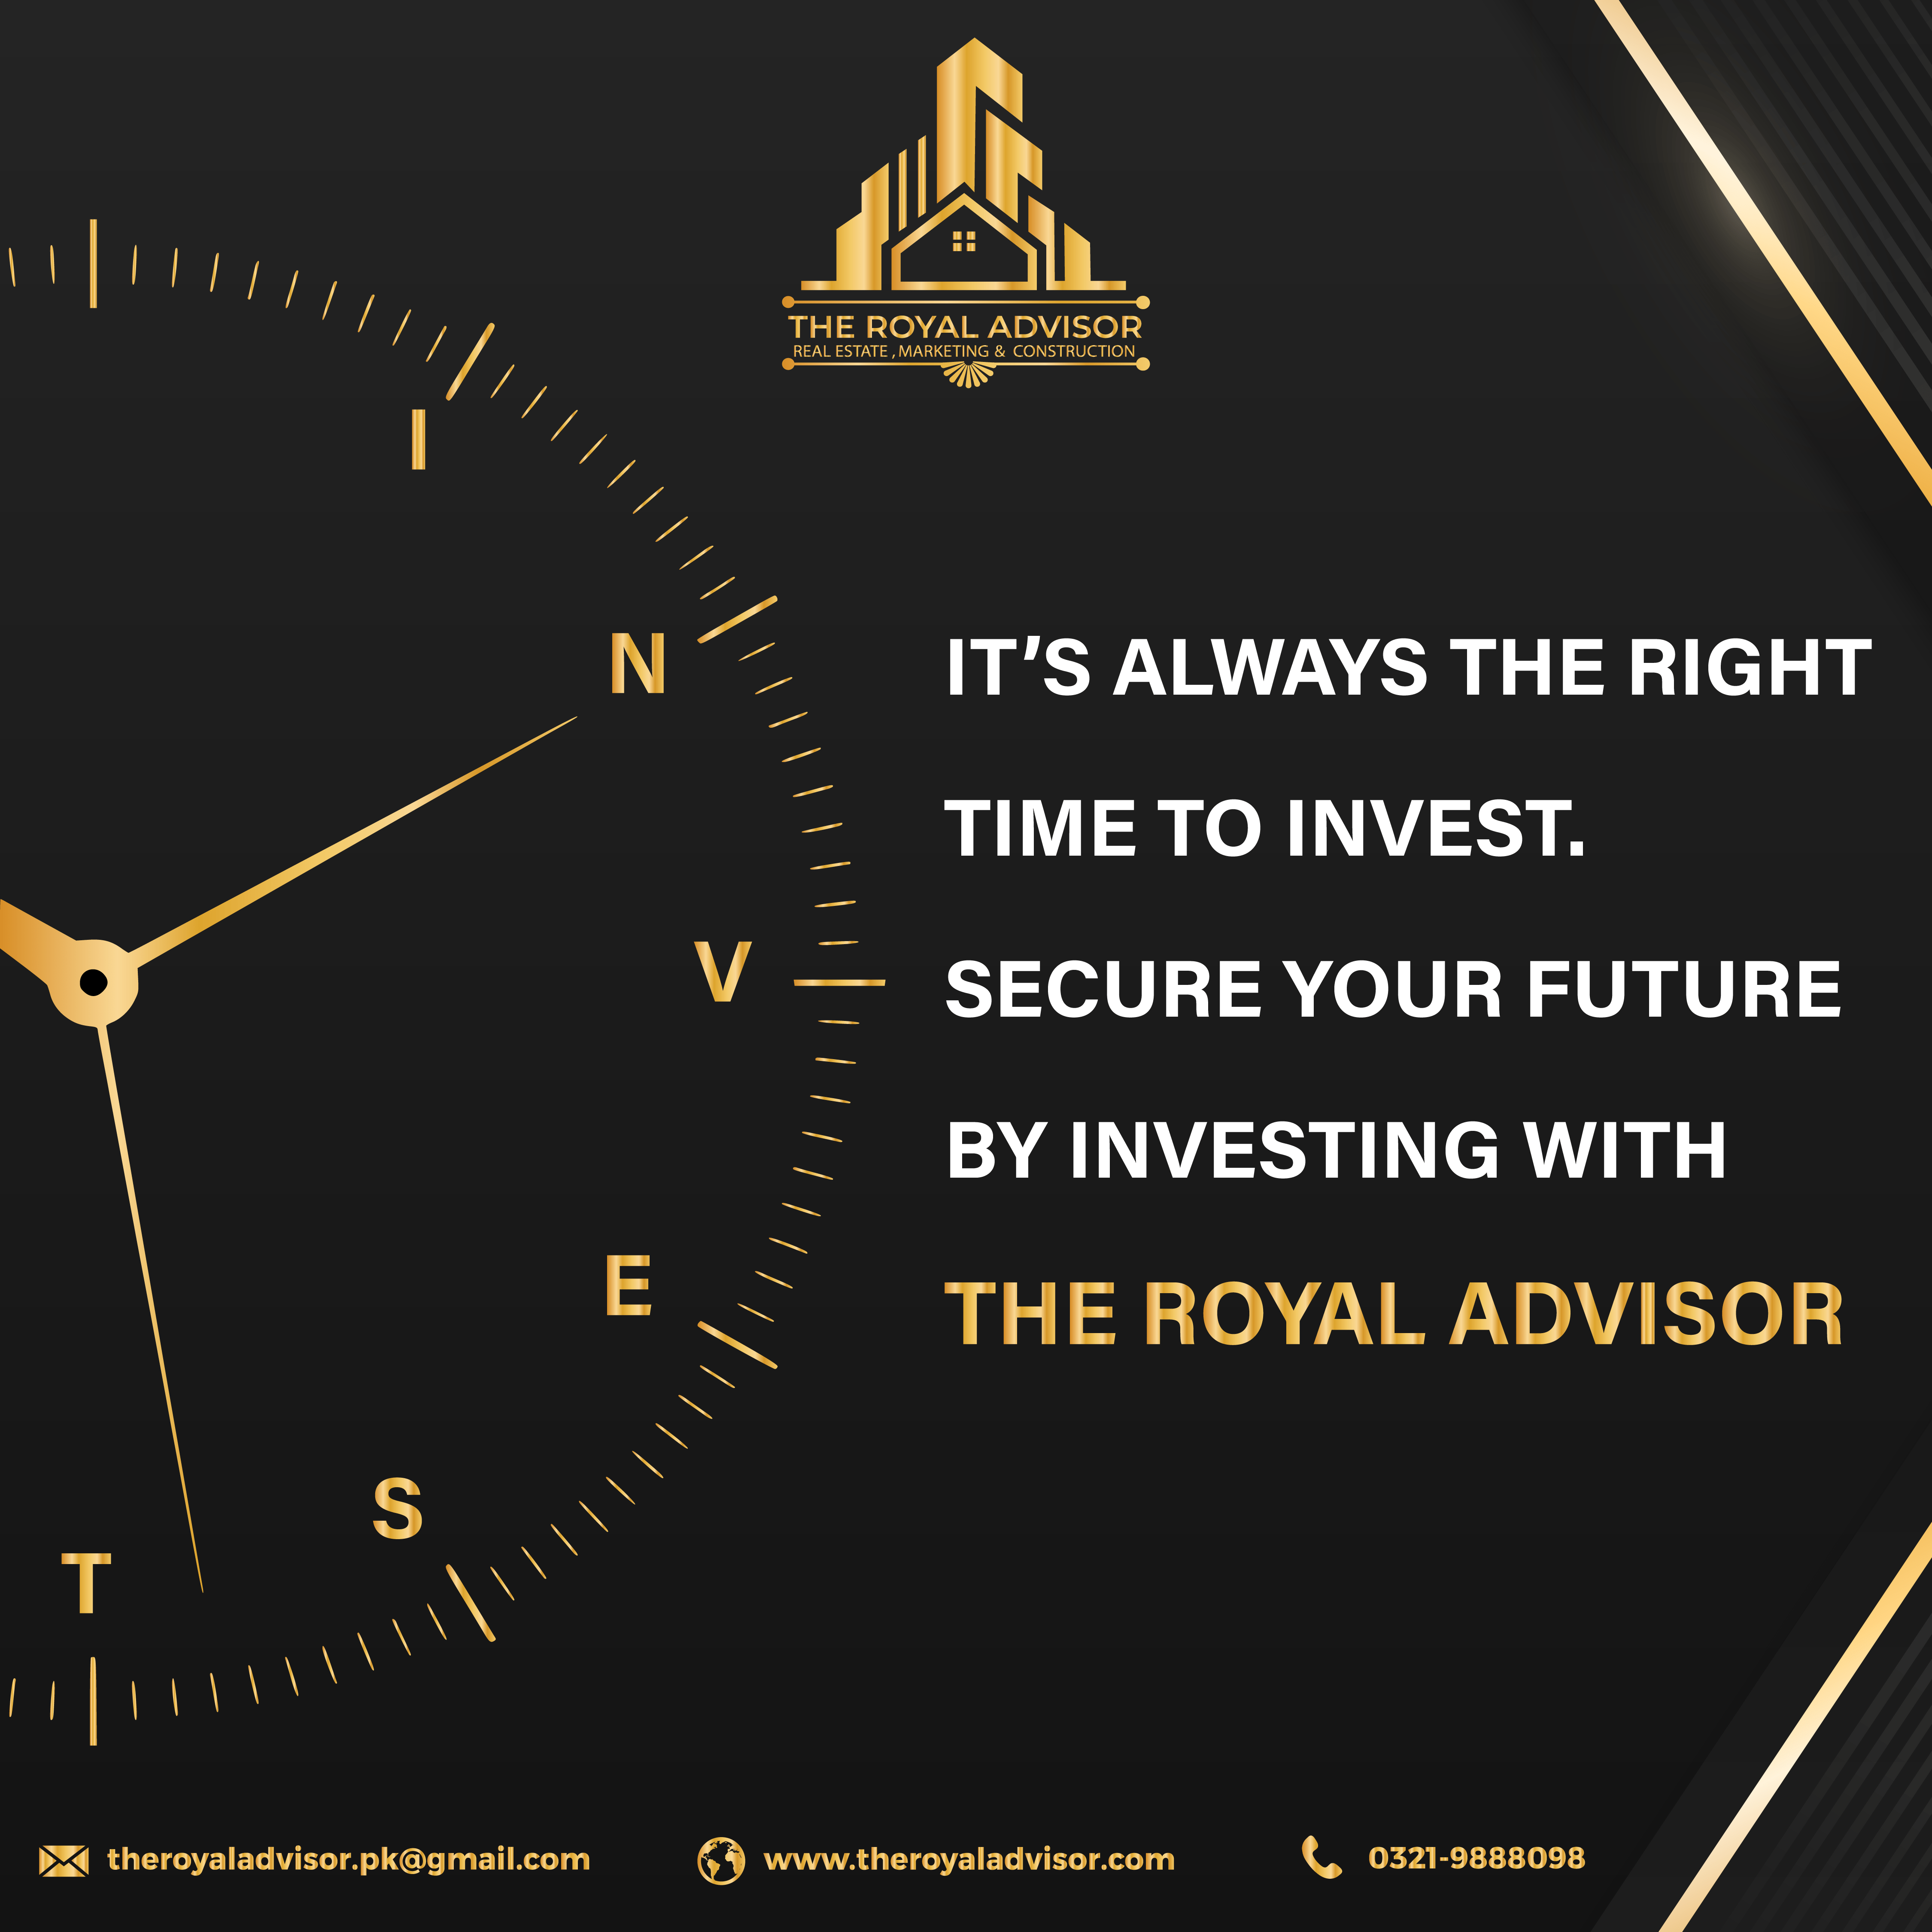 THE ROYAL ADVISOR
REAL ESTATE , MARKETING & CONSTRUCTION
I
N
V
E
S
T
IT’S ALWAYS THE RIGHT
TIME TO INVEST.
SECURE YOUR FUTURE
BY INVESTING WITH
THE ROYAL ADVISOR
theroyaladvisor.pk@gmail.com
www.theroyaladvisor.com
0321-9888098